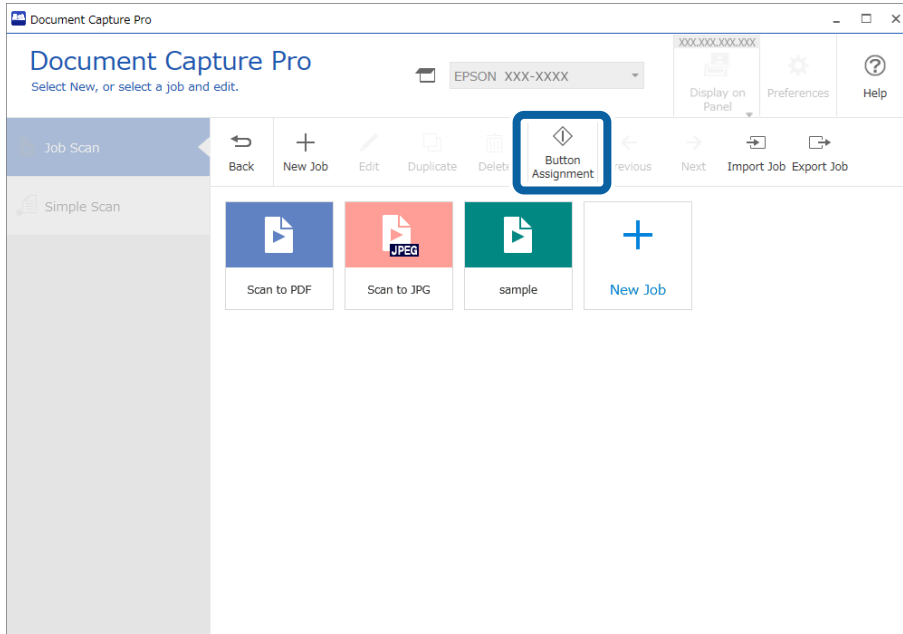 Document Capture Pro
Document Capture Pro
Select New, or select a job and edit.
EPSON XXX-XXXX
XXX.XXX.XXX.XXX
Display on
Panel
Preferences
Help
Job Scan
Simple Scan
Back
New Job
Edit
Duplicate
Delet
Button
Assignment
revious
Next
Import Job
Export Job
JPEG
Scan to PDF
Scan to JPG
sample
New Job